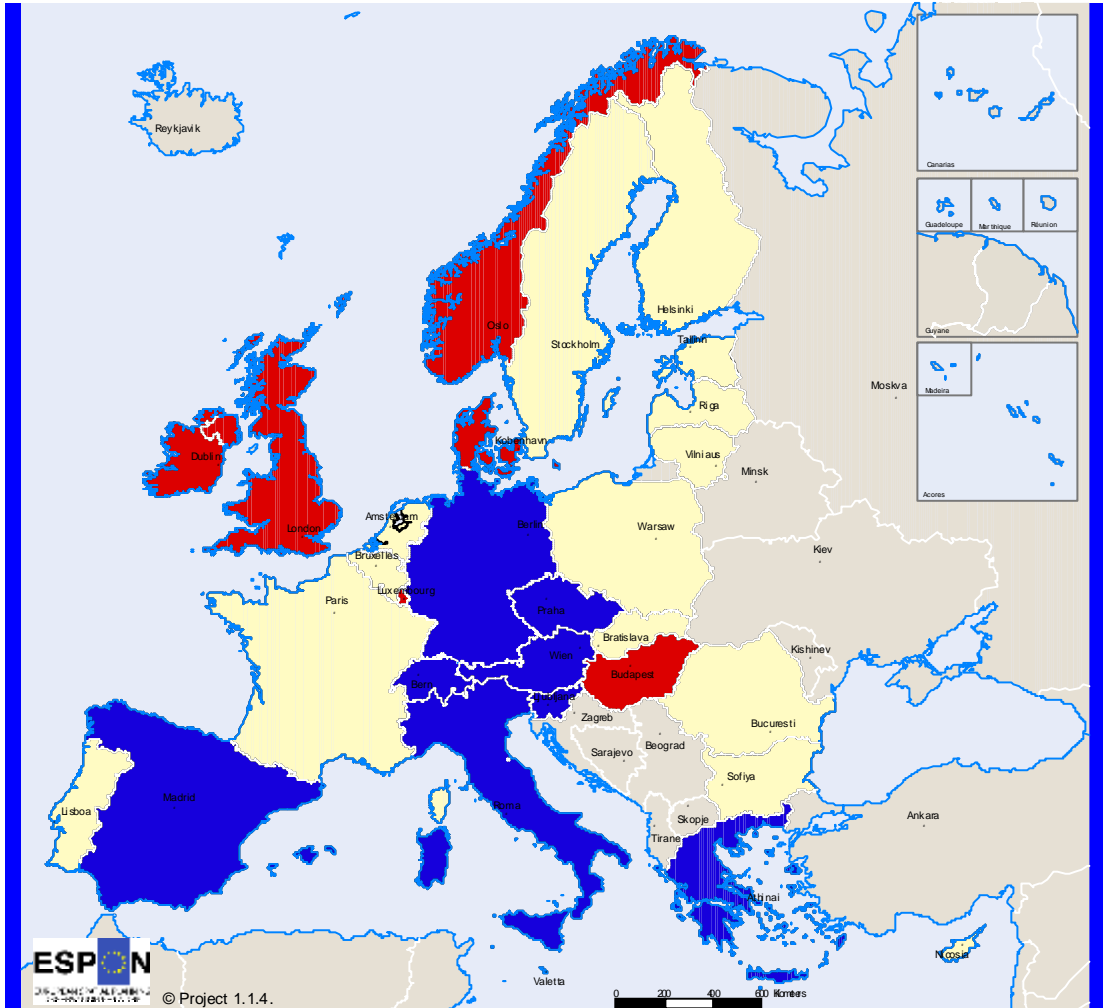 Reykjavik
Canarias
Guadeloupe
Martinique
Réunion
Guyane
Madeira
Acores
Oslo
Helsinki
Stockholm
Tallinn
Moskva
Riga
Kobenhavn
Vilniaus
Minsk
Dublin
London
Amsterdam
Berlin
Warsaw
Kiev
Bruxelles
Luxembourg
Paris
Praha
Bratislava
Kishinev
Wien
Bern
Budapest
Ljubljana
Zagreb
Bucuresti
Beograd
Sarajevo
Sofiya
Madrid
Roma
Lisboa
Skopje
Ankara
Tirane
Athinai
Nicosia
Valetta
ESPON
© Project 1.1.4.
0 200 400 600